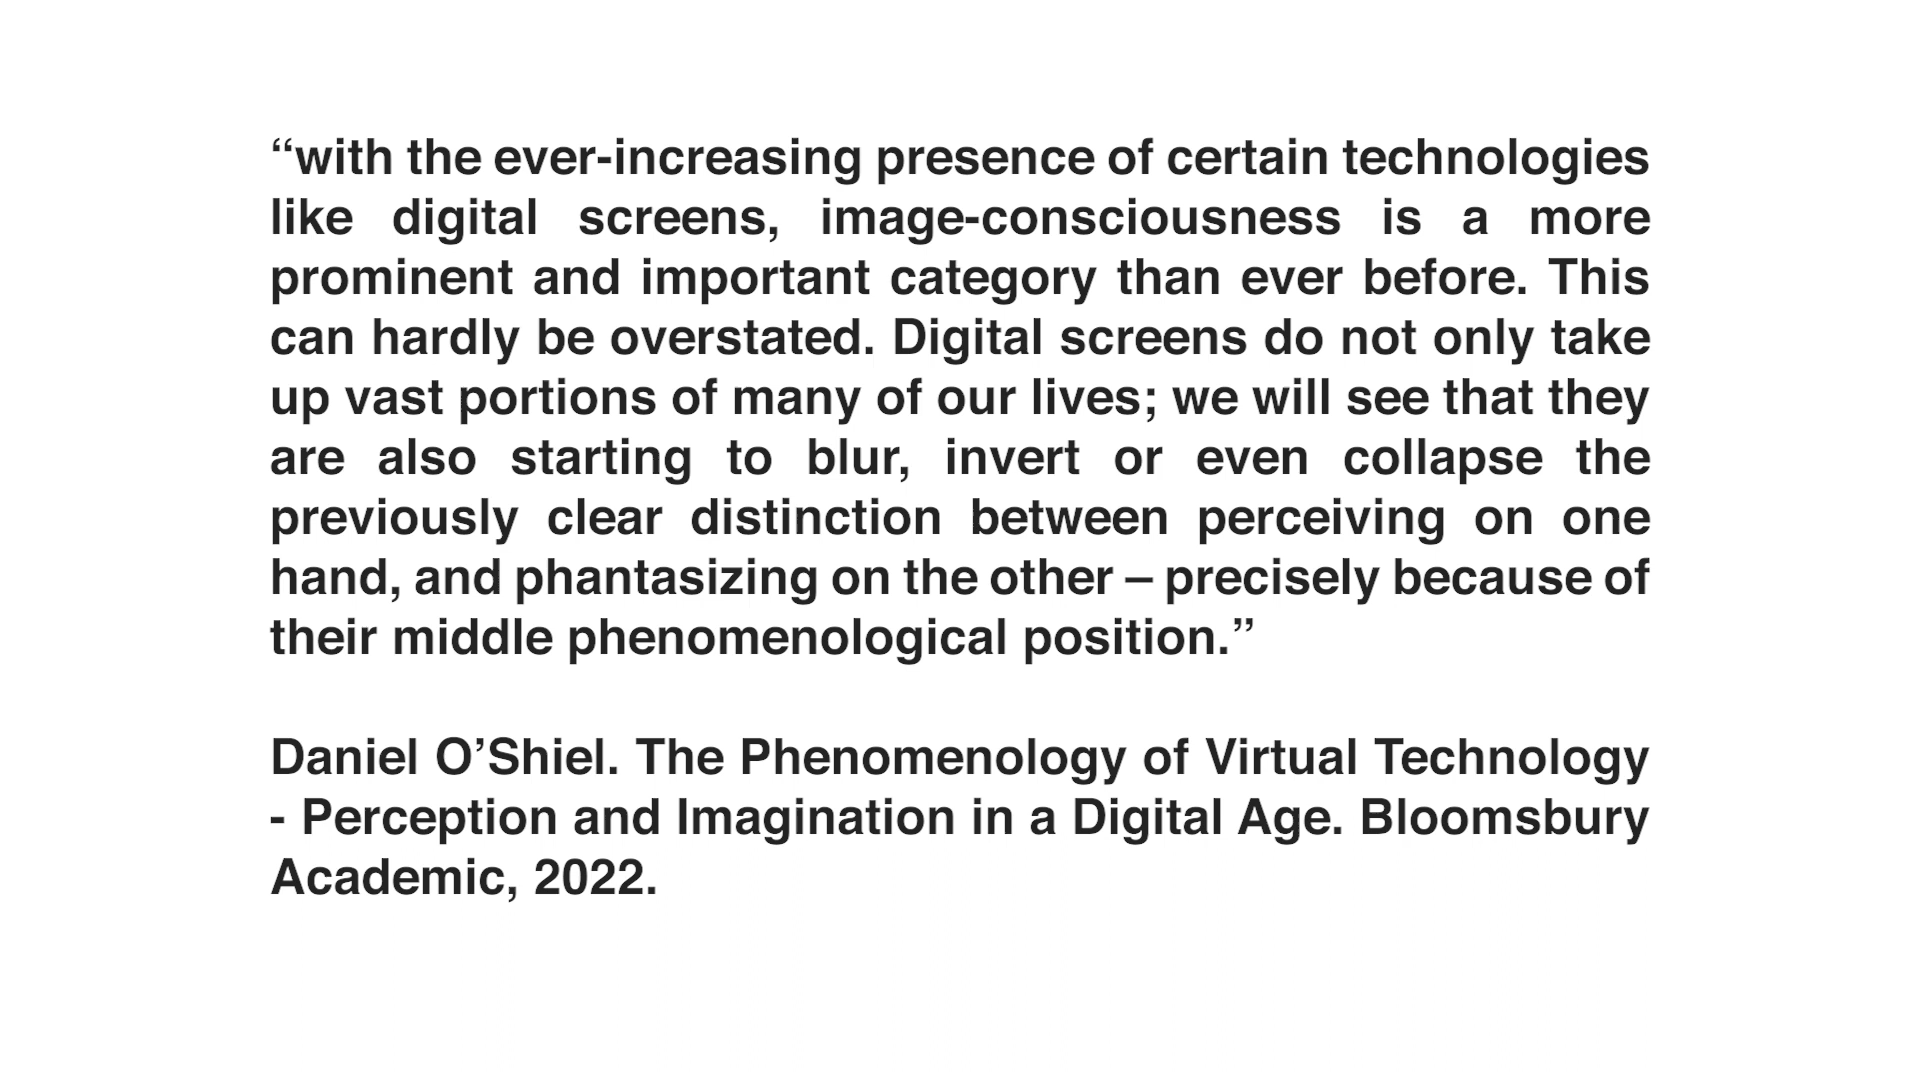 “with the ever-increasing presence of certain technologies
like digital screens, image-consciousness is a more
prominent and important category than ever before. This
can hardly be overstated. Digital screens do not only take
up vast portions of many of our lives; we will see that they
are also starting to blur, invert or even collapse the
previously clear distinction between perceiving on one
hand, and phantasizing on the other – precisely because of
their middle phenomenological position.”
Daniel O’Shiel. The Phenomenology of Virtual Technology
- Perception and Imagination in a Digital Age. Bloomsbury
Academic, 2022.